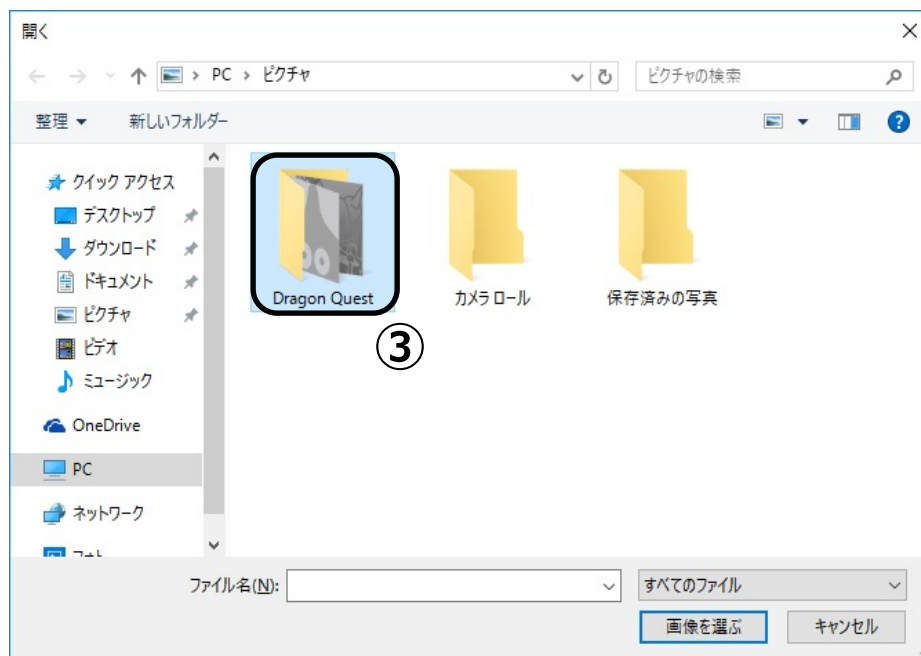 開く
PC › ピクチャ
ピクチャの検索
整理
新しいフォルダー
クイック アクセス
デスクトップ
ダウンロード
ドキュメント
ピクチャ
ビデオ
ミュージック
OneDrive
PC
ネットワーク
Dragon Quest
カメラ ロール
保存済みの写真
③
ファイル名(N):
すべてのファイル
画像を選ぶ
キャンセル